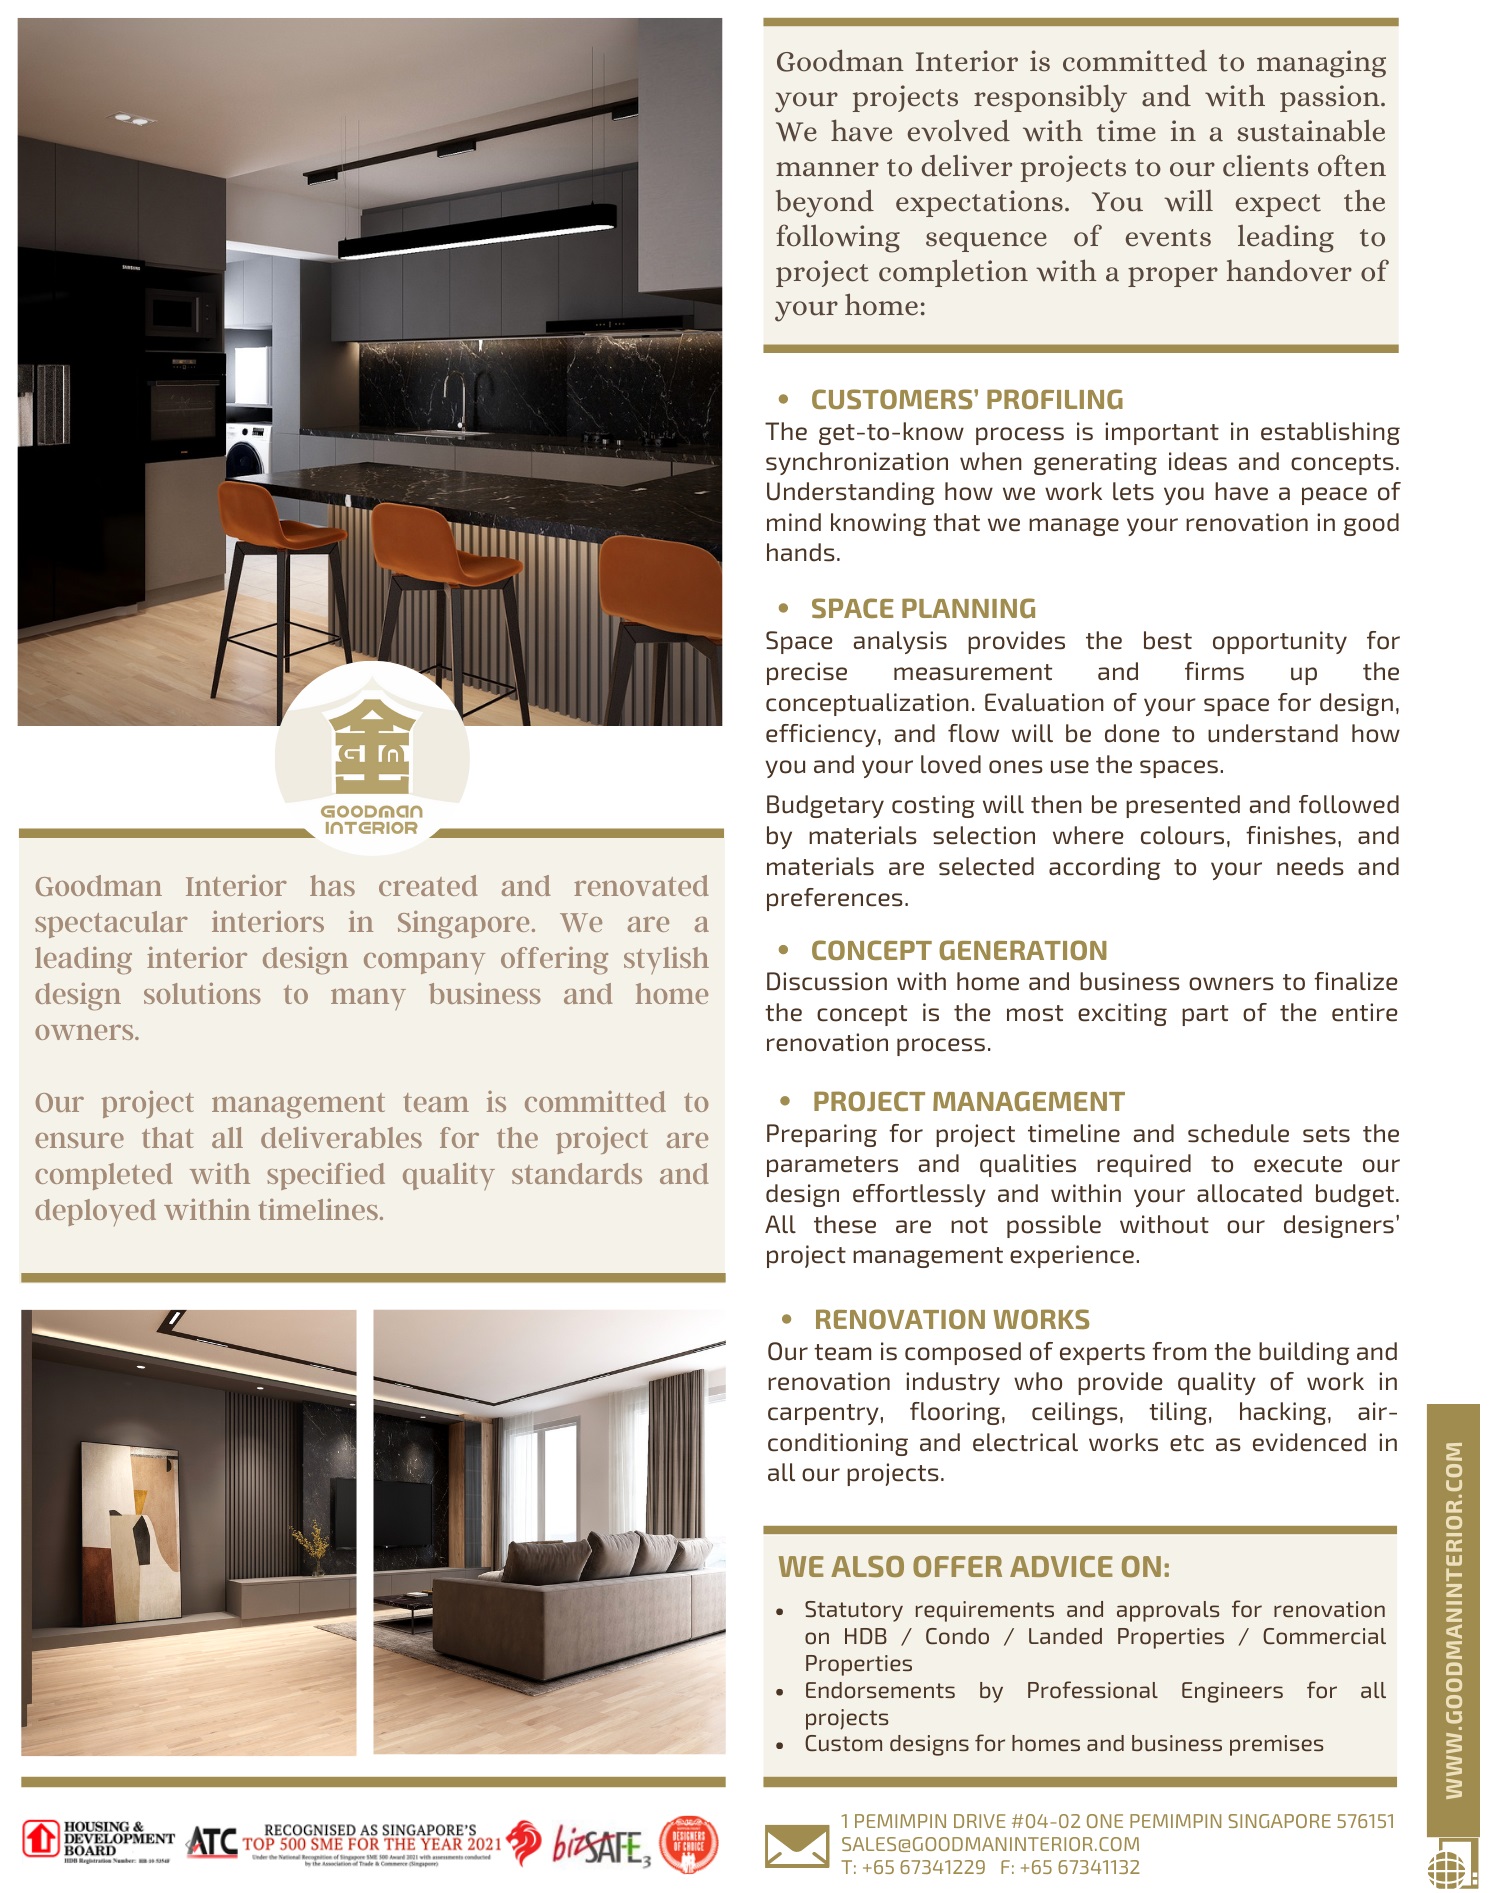 SAMSUNG
GM
GOODMAN
INTERIOR
Goodman Interior has created and renovated
spectacular interiors in Singapore. We are a
leading interior design company offering stylish
design solutions to many business and home
owners.
Our project management team is committed to
ensure that all deliverables for the project are
completed with specified quality standards and
deployed within timelines.
HOUSING &
DEVELOPMENT
BOARD
HDB Registration Number:
ATC
RECOGNISED AS SINGAPORE'S
TOP 500 SME FOR THE YEAR 2021
Under the National Recognition of Singapore SME 500 Award 2021 with assessments conducted
by the Association of Trade & Commerce (Singapore)
bizSAFE3
DESIGNERS
OF CHOICE
Goodman Interior is committed to managing
your projects responsibly and with passion.
We have evolved with time in a sustainable
manner to deliver projects to our clients often
beyond expectations. You will expect the
following sequence of events leading to
project completion with a proper handover of
your home:
• CUSTOMERS' PROFILING
The get-to-know process is important in establishing
synchronization when generating ideas and concepts.
Understanding how we work lets you have a peace of
mind knowing that we manage your renovation in good
hands.
• SPACE PLANNING
Space analysis provides the best opportunity for
precise measurement and firms up the
conceptualization. Evaluation of your space for design,
efficiency, and flow will be done to understand how
you and your loved ones use the spaces.
Budgetary costing will then be presented and followed
by materials selection where colours, finishes, and
materials are selected according to your needs and
preferences.
• CONCEPT GENERATION
Discussion with home and business owners to finalize
the concept is the most exciting part of the entire
renovation process.
• PROJECT MANAGEMENT
Preparing for project timeline and schedule sets the
parameters and qualities required to execute our
design effortlessly and within your allocated budget.
All these are not possible without our designers'
project management experience.
• RENOVATION WORKS
Our team is composed of experts from the building and
renovation industry who provide quality of work in
carpentry, flooring, ceilings, tiling, hacking, air-
conditioning and electrical works etc as evidenced in
all our projects.
WE ALSO OFFER ADVICE ON:
• Statutory requirements and approvals for renovation
on HDB / Condo / Landed Properties / Commercial
Properties
• Endorsements by Professional Engineers for all
projects
• Custom designs for homes and business premises
1 PEMIMPIN DRIVE #04-02 ONE PEMIMPIN SINGAPORE 576151
SALES@GOODMANINTERIOR.COM
T: +65 67341229 F: +65 67341132
WWW.GOODMANINTERIOR.COM